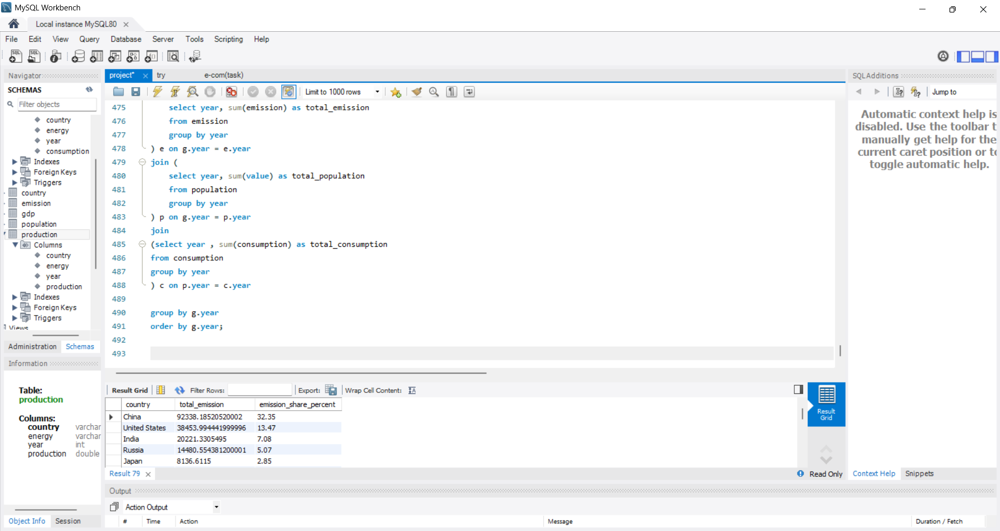 MySQL Workbench
Local instance MySQL80
File Edit View Query Database Server Tools Scripting Help
Navigator
SCHEMAS
Filter objects
country
energy
year
consumption
Indexes
Foreign Keys
Triggers
country
emission
gdp
population
production
Columns
country
energy
year
production
Indexes
Foreign Keys
Triggers
Views
Administration Schemas
Information
Table:
production
Columns:
country varchar
energy varchar
year int
production double
Object Info Session
project* try e-com(task)
Limit to 1000 rows
475 select year, sum(emission) as total_emission
476 from emission
477 group by year
478 ) e on g.year = e.year
479 join (
480 select year, sum(value) as total_population
481 from population
482 group by year
483 ) p on g.year = p.year
484 join
485 (select year , sum(consumption) as total_consumption
486 from consumption
487 group by year
488 ) c on p.year = c.year
489
490 group by g.year
491 order by g.year;
492
493
Result Grid Filter Rows: Export: Wrap Cell Content:
country total_emission emission_share_percent
China 92338.18520520002 32.35
United States 38453.994441999996 13.47
India 20221.3305495 7.08
Russia 14480.554381200001 5.07
Japan 8136.6115 2.85
Result
Grid
Result 79
Read Only
Output
Action Output
# Time Action Message Duration / Fetch
SQLAdditions
Jump to
Automatic context help is
disabled. Use the toolbar t
manually get help for the
current caret position or to
toggle automatic help.
Context Help Snippets